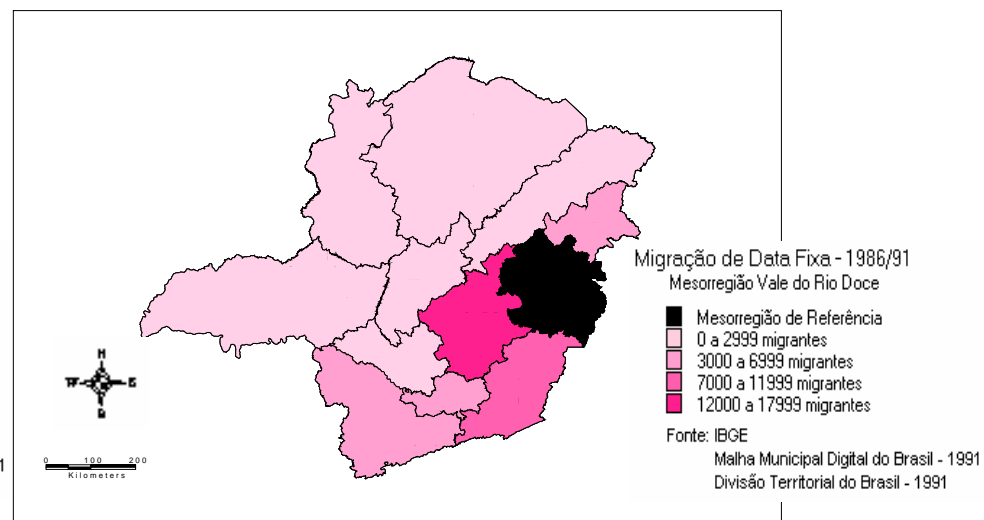 Migração de Data Fixa - 1986/91
Mesorregião Vale do Rio Doce
Mesorregião de Referência
0 a 2999 migrantes
3000 a 6999 migrantes
7000 a 11999 migrantes
12000 a 17999 migrantes
Fonte: IBGE
Malha Municipal Digital do Brasil - 1991
Divisão Territorial do Brasil - 1991
N
W E
S
1
0 100 200
Kilometers